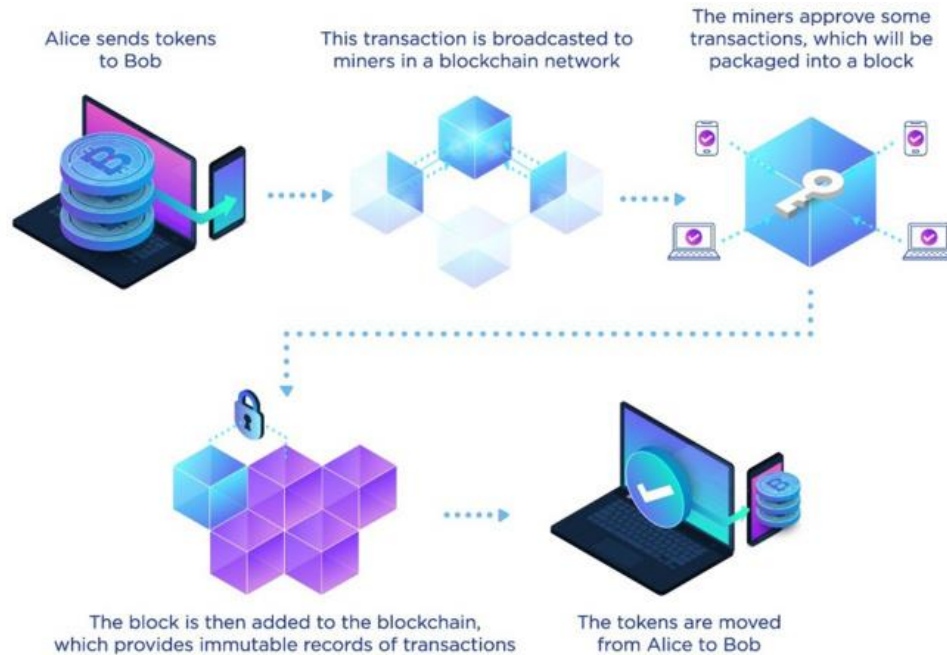 Alice sends tokens
to Bob
This transaction is broadcasted to
miners in a blockchain network
The miners approve some
transactions, which will be
packaged into a block
The block is then added to the blockchain,
which provides immutable records of transactions
The tokens are moved
from Alice to Bob